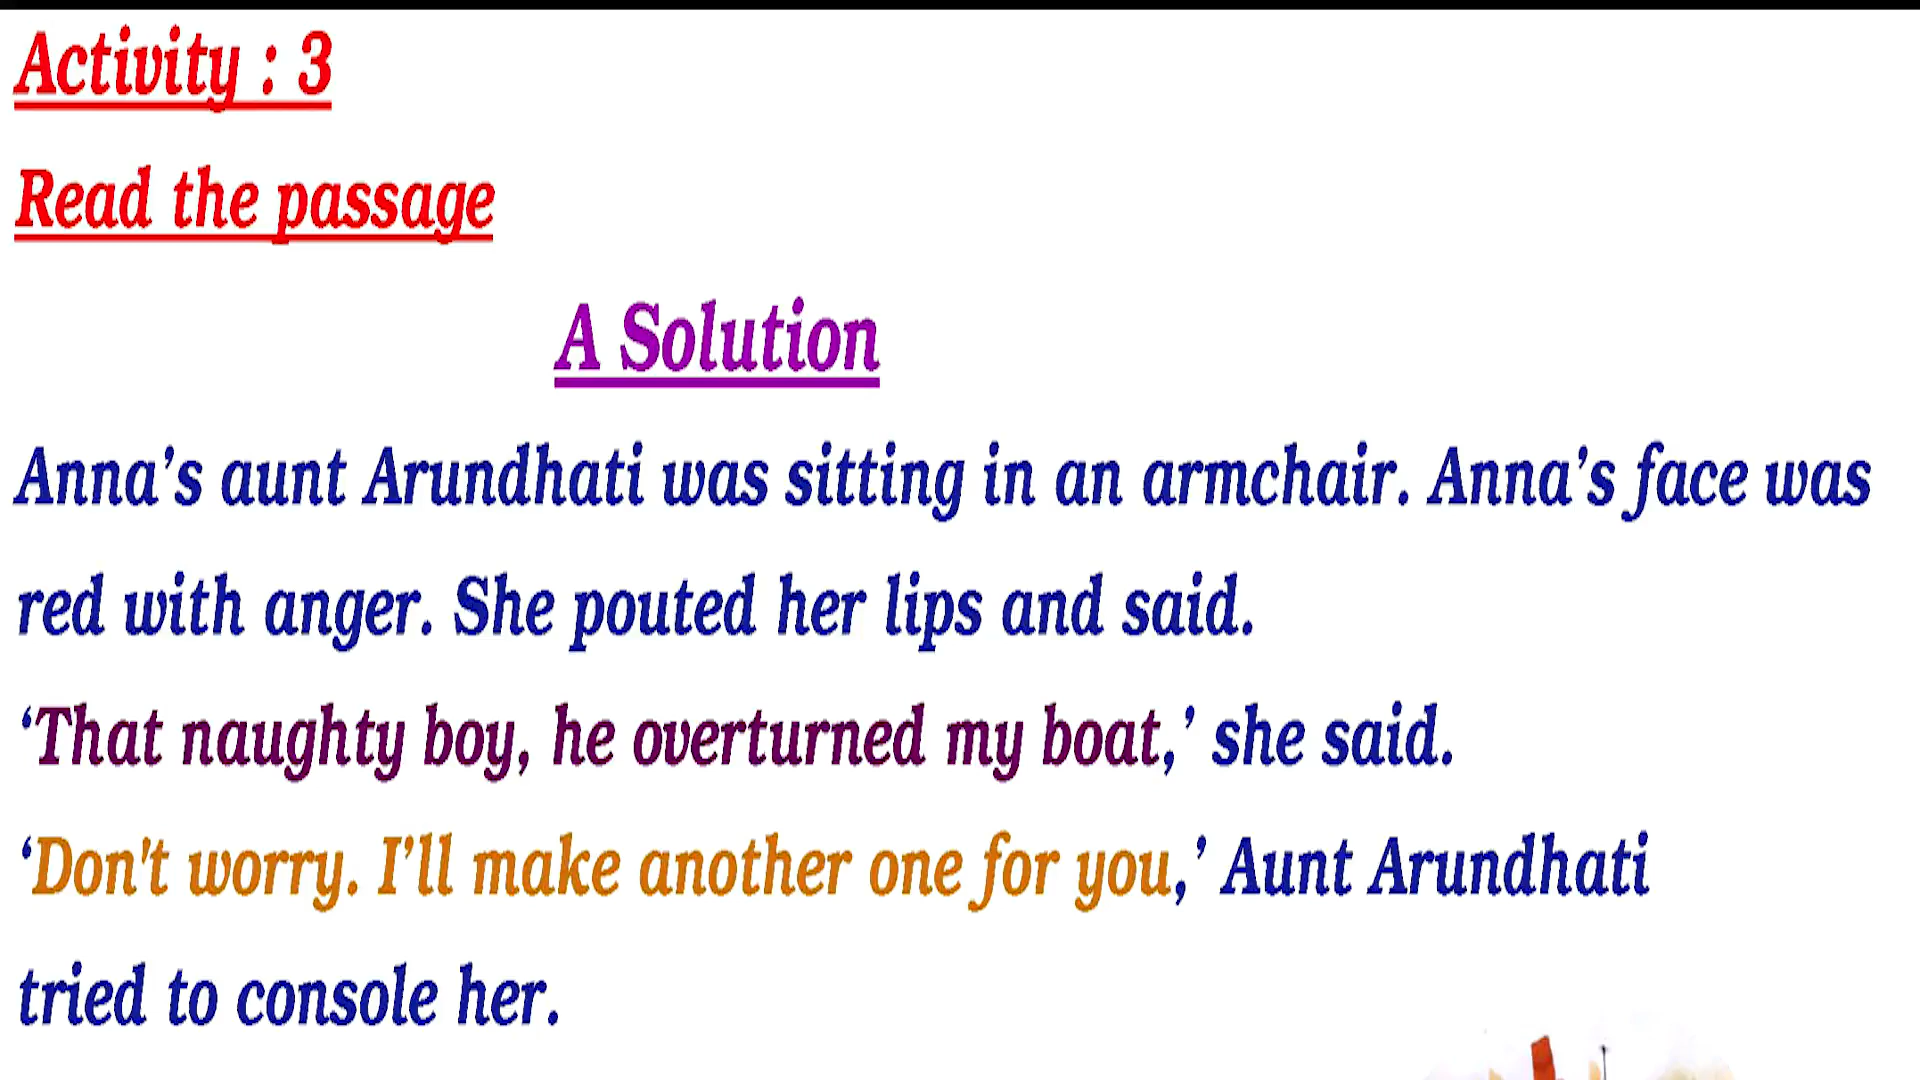 Activity : 3
Read the passage
A Solution
Anna’s aunt Arundhati was sitting in an armchair. Anna’s face was
red with anger. She pouted her lips and said.
‘That naughty boy, he overturned my boat,’ she said.
‘Don't worry. I’ll make another one for you,’ Aunt Arundhati
tried to console her.